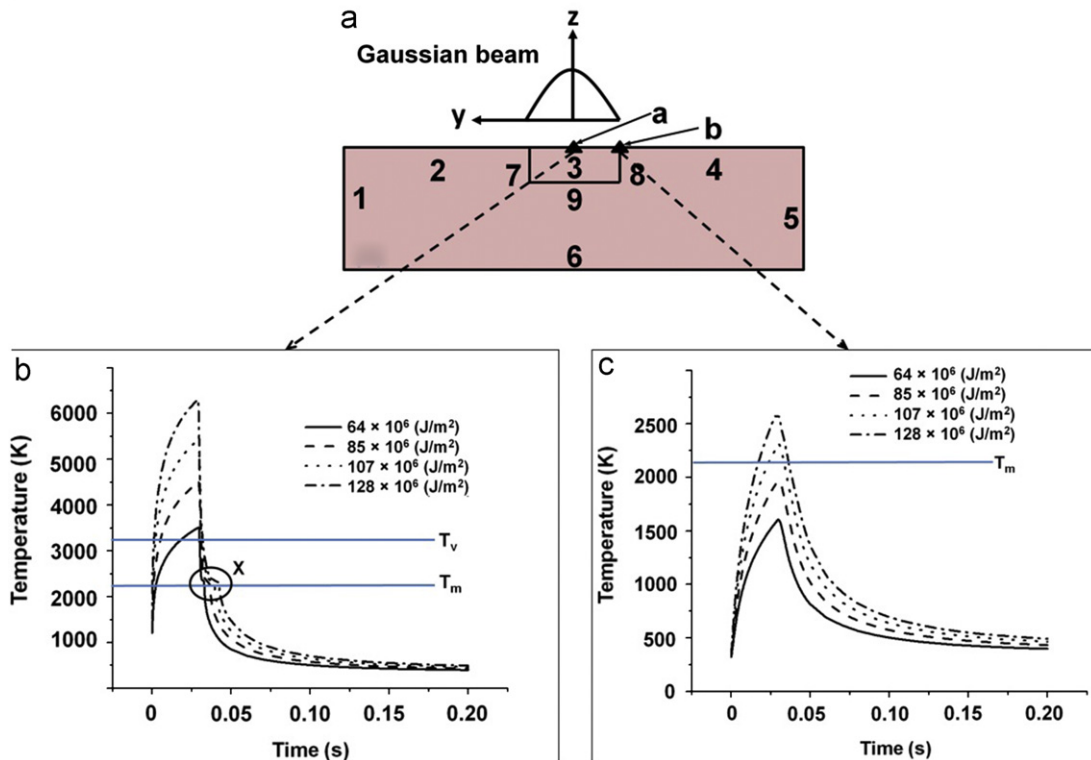 a
z
Gaussian beam
y
a
b
2
7
3
8
4
1
9
5
6
b
6000
5000
4000
3000
2000
1000
Temperature (K)
64 × 10⁶ (J/m²)
85 × 10⁶ (J/m²)
107 × 10⁶ (J/m²)
128 × 10⁶ (J/m²)
Tᵥ
X
Tₘ
0
0.05
0.10
0.15
0.20
Time (s)
c
2500
2000
1500
1000
500
0
Temperature (K)
64 × 10⁶ (J/m²)
85 × 10⁶ (J/m²)
107 × 10⁶ (J/m²)
128 × 10⁶ (J/m²)
Tₘ
0
0.05
0.10
0.15
0.20
Time (s)